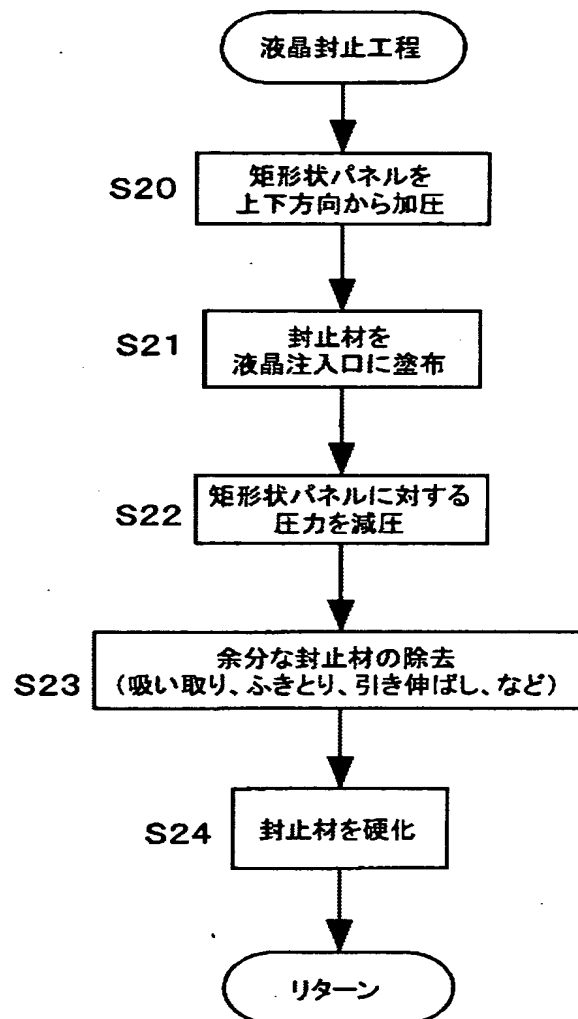 液晶封止工程
S20
矩形状パネルを
上下方向から加圧
S21
封止材を
液晶注入口に塗布
S22
矩形状パネルに対する
圧力を減圧
S23
余分な封止材の除去
(吸い取り、ふきとり、引き伸ばし、など)
S24
封止材を硬化
リターン